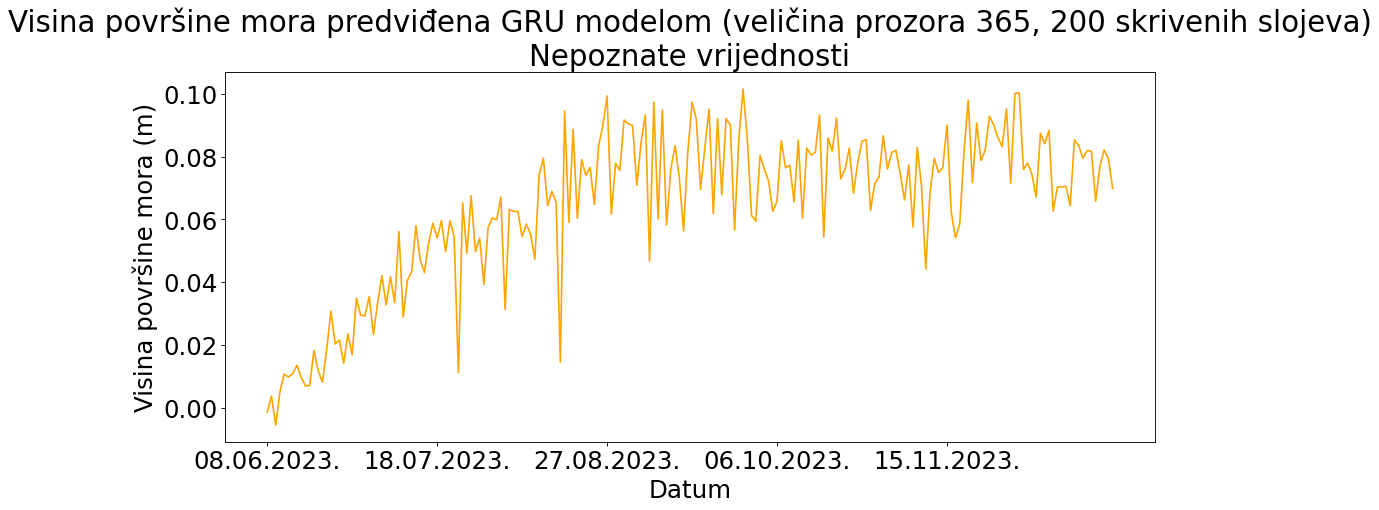 Visina površine mora predviđena GRU modelom (veličina prozora 365, 200 skrivenih slojeva)
Nepoznate vrijednosti
Visina površine mora (m)
0.10
0.08
0.06
0.04
0.02
0.00
08.06.2023. 18.07.2023. 27.08.2023. 06.10.2023. 15.11.2023.
Datum